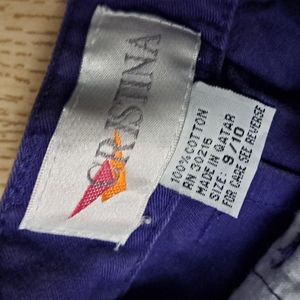 CRISTINA
100% COTTON
RN 30216
MADE IN QATAR
SIZE: 9/10
FOR CARE SEE REVERSE